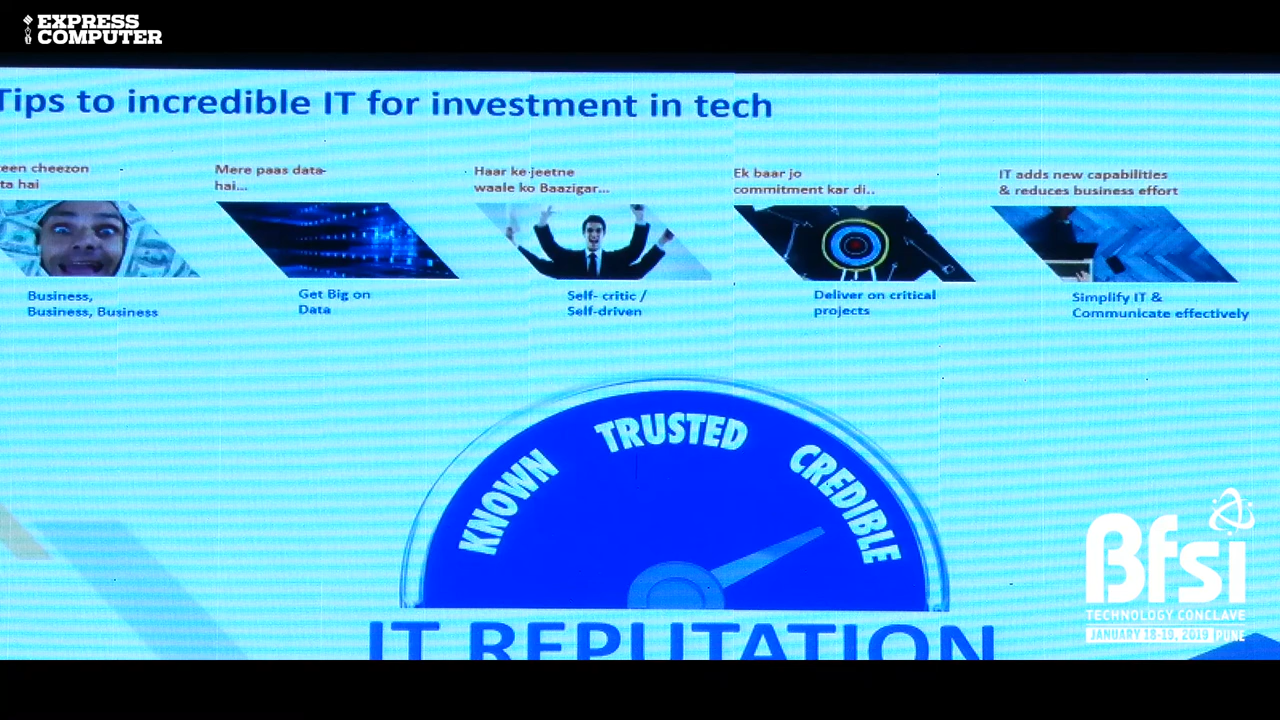 EXPRESS
COMPUTER
Tips to incredible IT for investment in tech
cheezon
hai
Mere paas data-
hai...
Haar ke jeetne
waale ko Baazigar...
Ek baar jo
commitment kar di..
IT adds new capabilities
& reduces business effort
Business,
Business, Business
Get Big on
Data
Self- critic /
Self-driven
Deliver on critical
projects
Simplify IT &
Communicate effectively
KNOWN
TRUSTED
CREDIBLE
IT REPUTATION
Bfsi
TECHNOLOGY CONCLAVE
JANUARY 18-19, 2019 PUNE